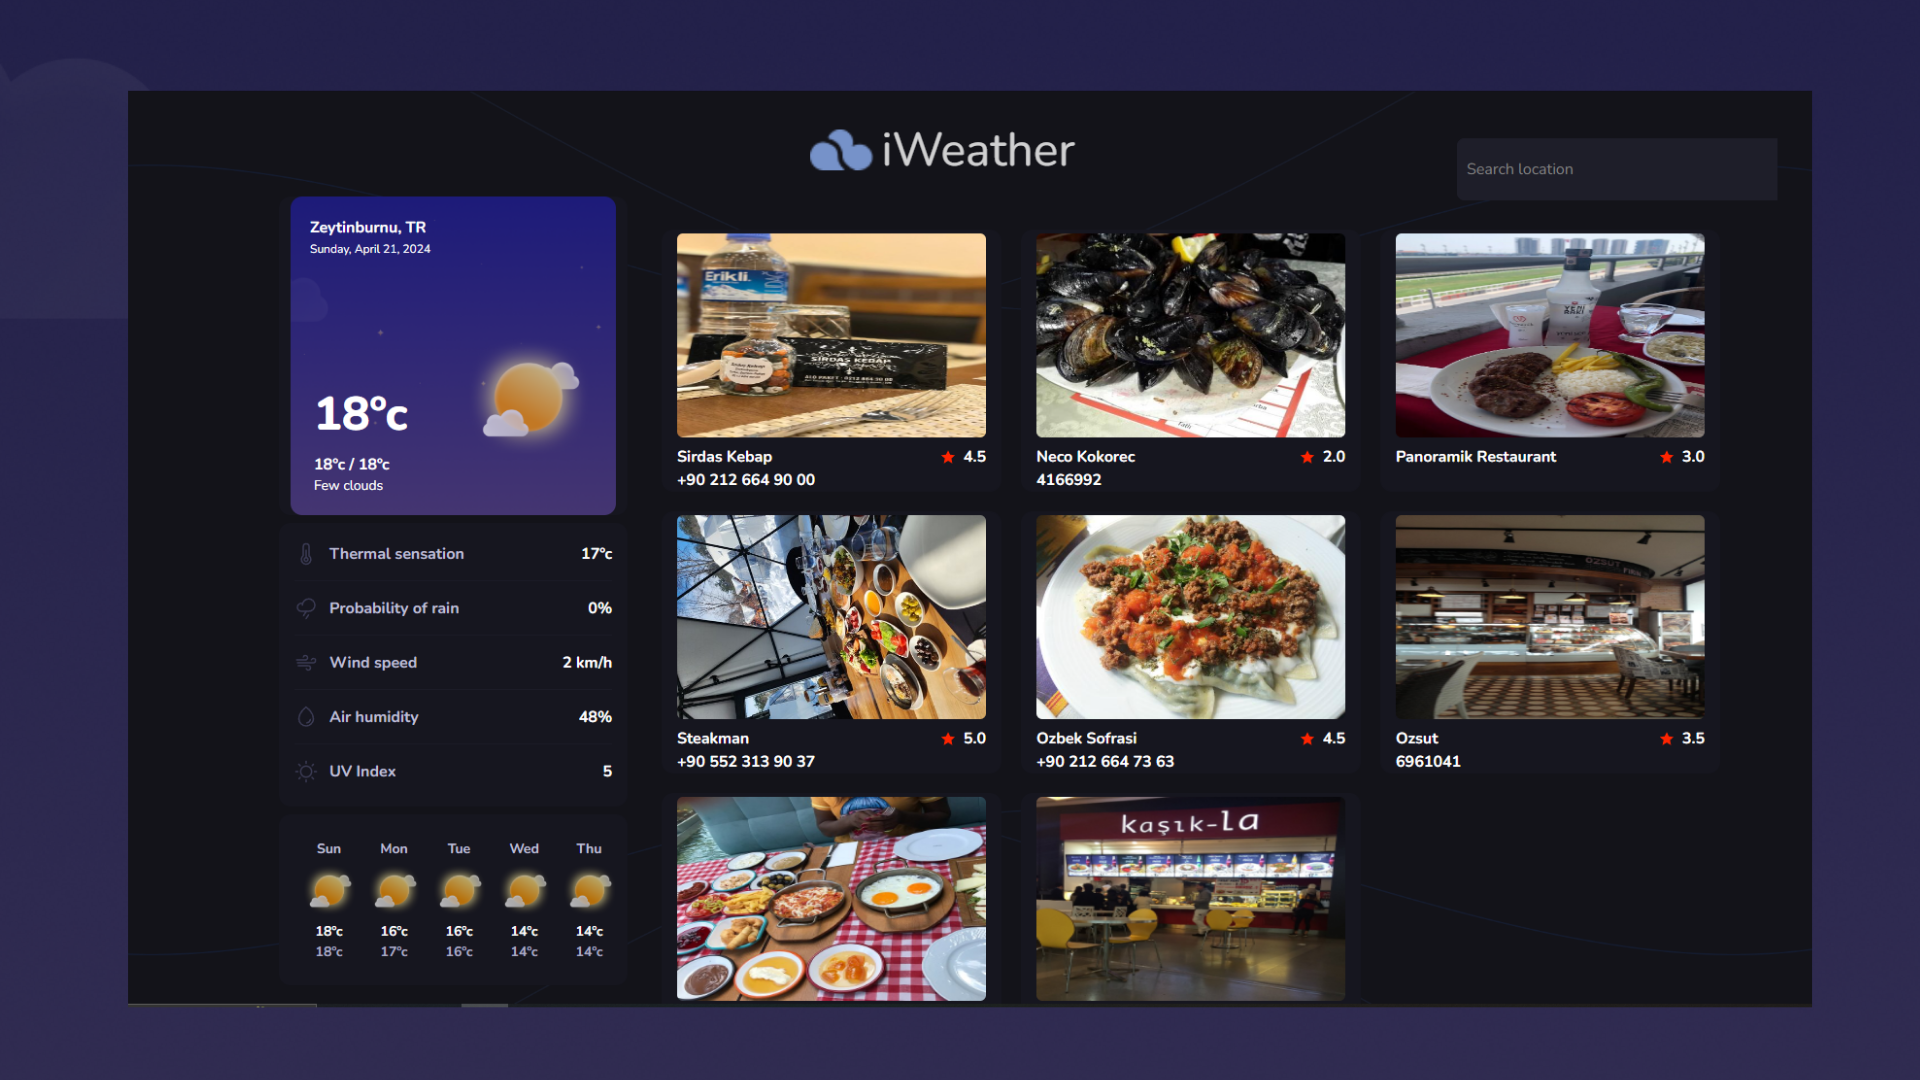 iWeather
Search location
Zeytinburnu, TR
Sunday, April 21, 2024
18°c
18°c / 18°c
Few clouds
Thermal sensation 17°c
Probability of rain 0%
Wind speed 2 km/h
Air humidity 48%
UV Index 5
Sun Mon Tue Wed Thu
18°c 16°c 16°c 14°c 14°c
18°c 17°c 16°c 14°c 14°c
Erikli
SIRDAS KEBAP
Sirdas Kebap 4.5
+90 212 664 90 00
Neco Kokorec 2.0
4166992
YENİ
Panoramik Restaurant 3.0
Steakman 5.0
+90 552 313 90 37
Ozbek Sofrasi 4.5
+90 212 664 73 63
Ozsut 3.5
6961041
kaşık-la